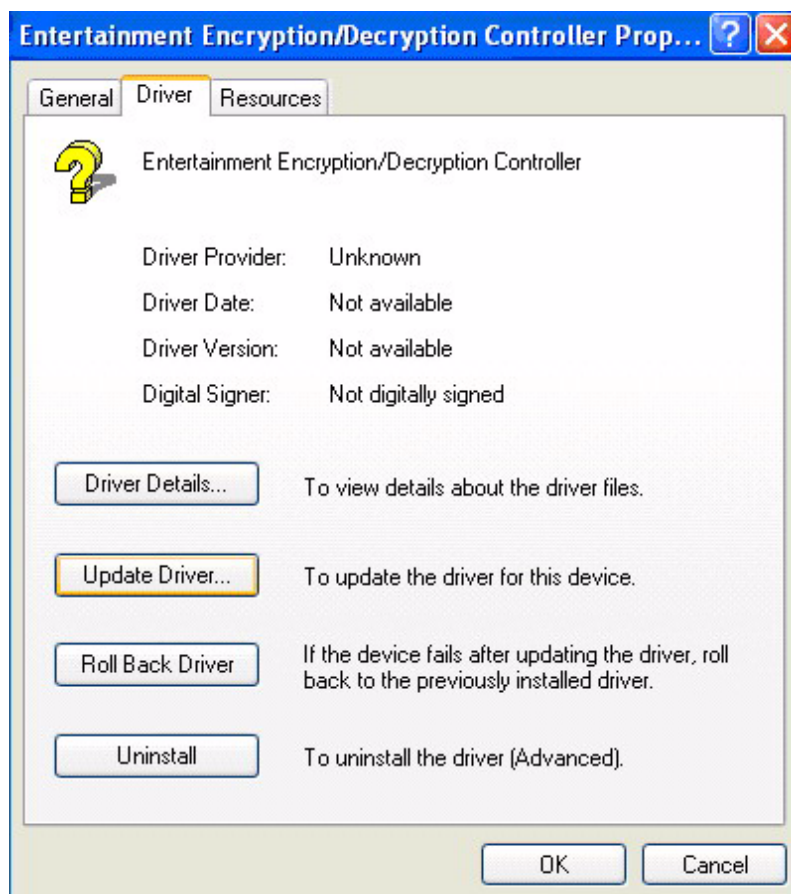 Entertainment Encryption/Decryption Controller Prop... ?
General Driver Resources
Entertainment Encryption/Decryption Controller
Driver Provider: Unknown
Driver Date: Not available
Driver Version: Not available
Digital Signer: Not digitally signed
Driver Details... To view details about the driver files.
Update Driver... To update the driver for this device.
Roll Back Driver If the device fails after updating the driver, roll
back to the previously installed driver.
Uninstall To uninstall the driver (Advanced).
OK Cancel